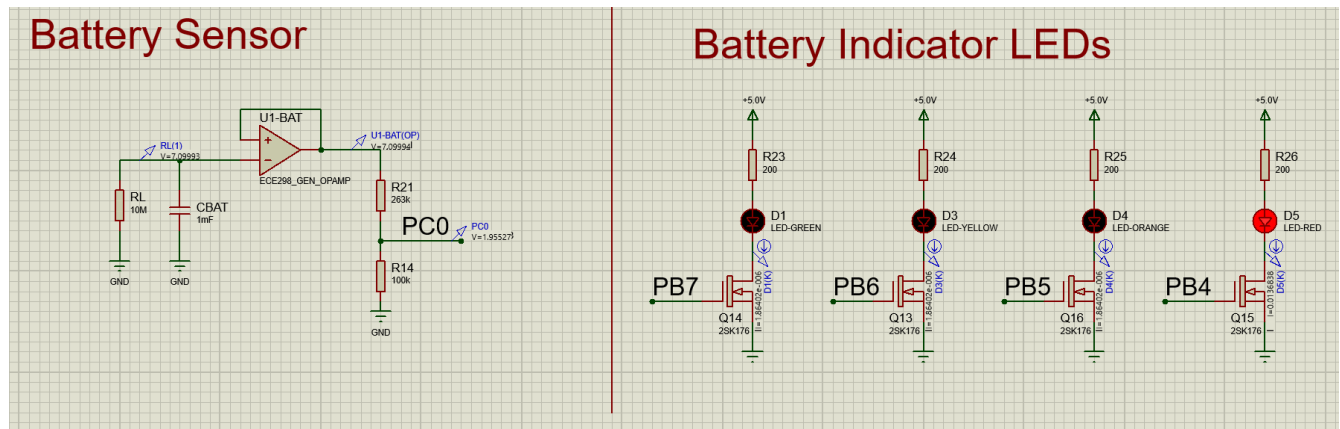 Battery Sensor
Battery Indicator LEDs
U1-BAT
+
−
ECE298_GEN_OPAMP
RL(1)
V=7.09993
U1-BAT(OP)
V=7.09994
RL
10M
CBAT
1mF
GND
GND
R21
263k
PC0
PC0
V=1.95527
R14
100k
GND
+5.0V
R23
200
D1
LED-GREEN
D1(K)
I=1.86402e-006
PB7
Q14
2SK176
+5.0V
R24
200
D3
LED-YELLOW
D3(K)
I=1.86402e-006
PB6
Q13
2SK176
+5.0V
R25
200
D4
LED-ORANGE
D4(K)
I=1.86402e-006
PB5
Q16
2SK176
+5.0V
R26
200
D5
LED-RED
D5(K)
I=0.0136838
PB4
Q15
2SK176